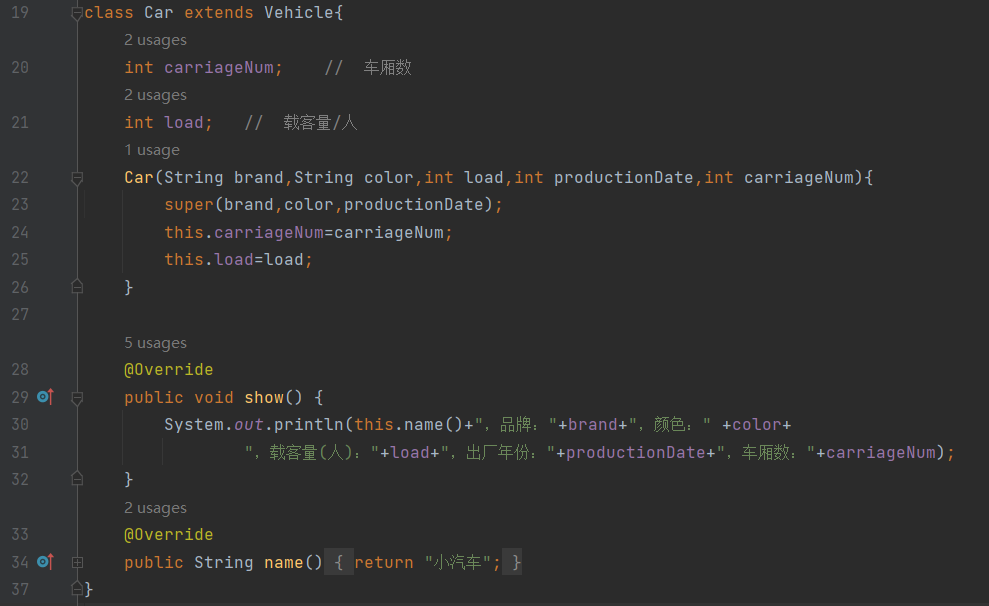 19 class Car extends Vehicle{
2 usages
20 int carriageNum; // 车厢数
2 usages
21 int load; // 载客量/人
1 usage
22 Car(String brand,String color,int load,int productionDate,int carriageNum){
23 super(brand,color,productionDate);
24 this.carriageNum=carriageNum;
25 this.load=load;
26 }
27
5 usages
28 @Override
29 public void show() {
30 System.out.println(this.name()+", 品牌："+brand+", 颜色：" +color+
31 ", 载客量(人)："+load+", 出厂年份："+productionDate+", 车厢数："+carriageNum);
32 }
2 usages
33 @Override
34 public String name() { return "小汽车"; }
37 }